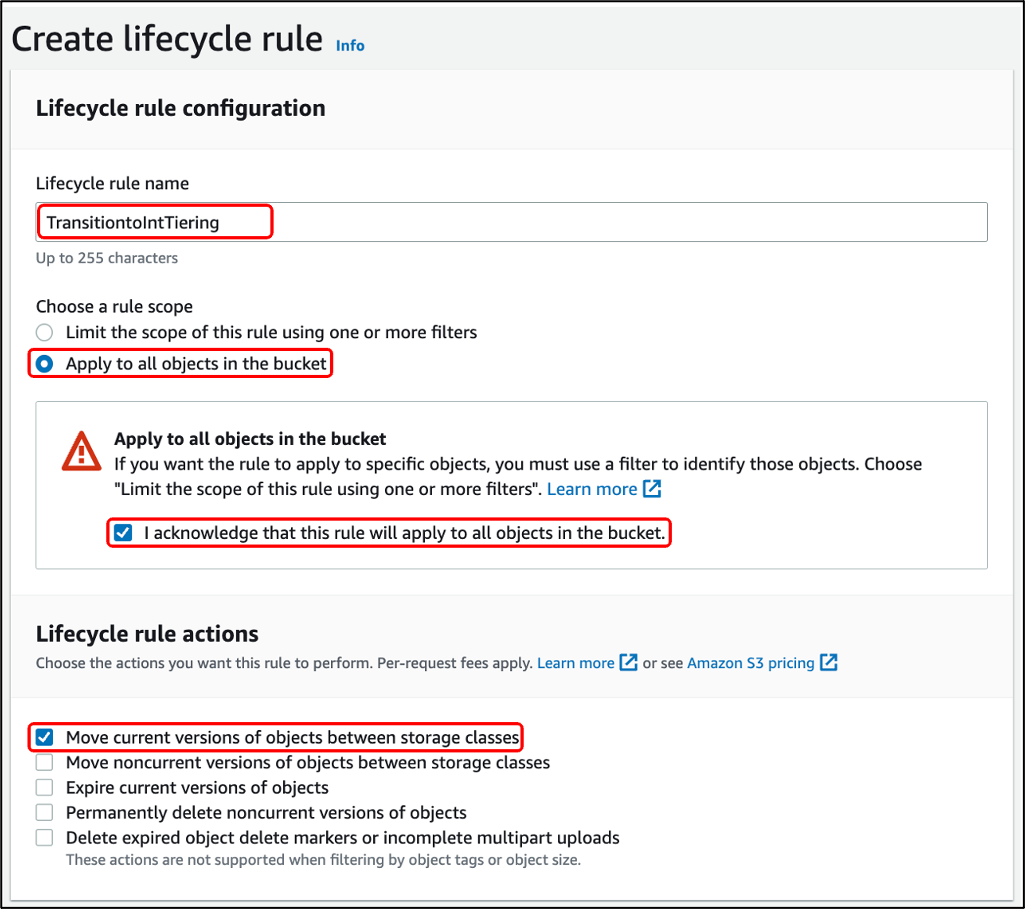 Create lifecycle rule Info
Lifecycle rule configuration
Lifecycle rule name
TransitiontoIntTiering
Up to 255 characters
Choose a rule scope
Limit the scope of this rule using one or more filters
Apply to all objects in the bucket
Apply to all objects in the bucket
If you want the rule to apply to specific objects, you must use a filter to identify those objects. Choose
"Limit the scope of this rule using one or more filters". Learn more
I acknowledge that this rule will apply to all objects in the bucket.
Lifecycle rule actions
Choose the actions you want this rule to perform. Per-request fees apply. Learn more or see Amazon S3 pricing
Move current versions of objects between storage classes
Move noncurrent versions of objects between storage classes
Expire current versions of objects
Permanently delete noncurrent versions of objects
Delete expired object delete markers or incomplete multipart uploads
These actions are not supported when filtering by object tags or object size.